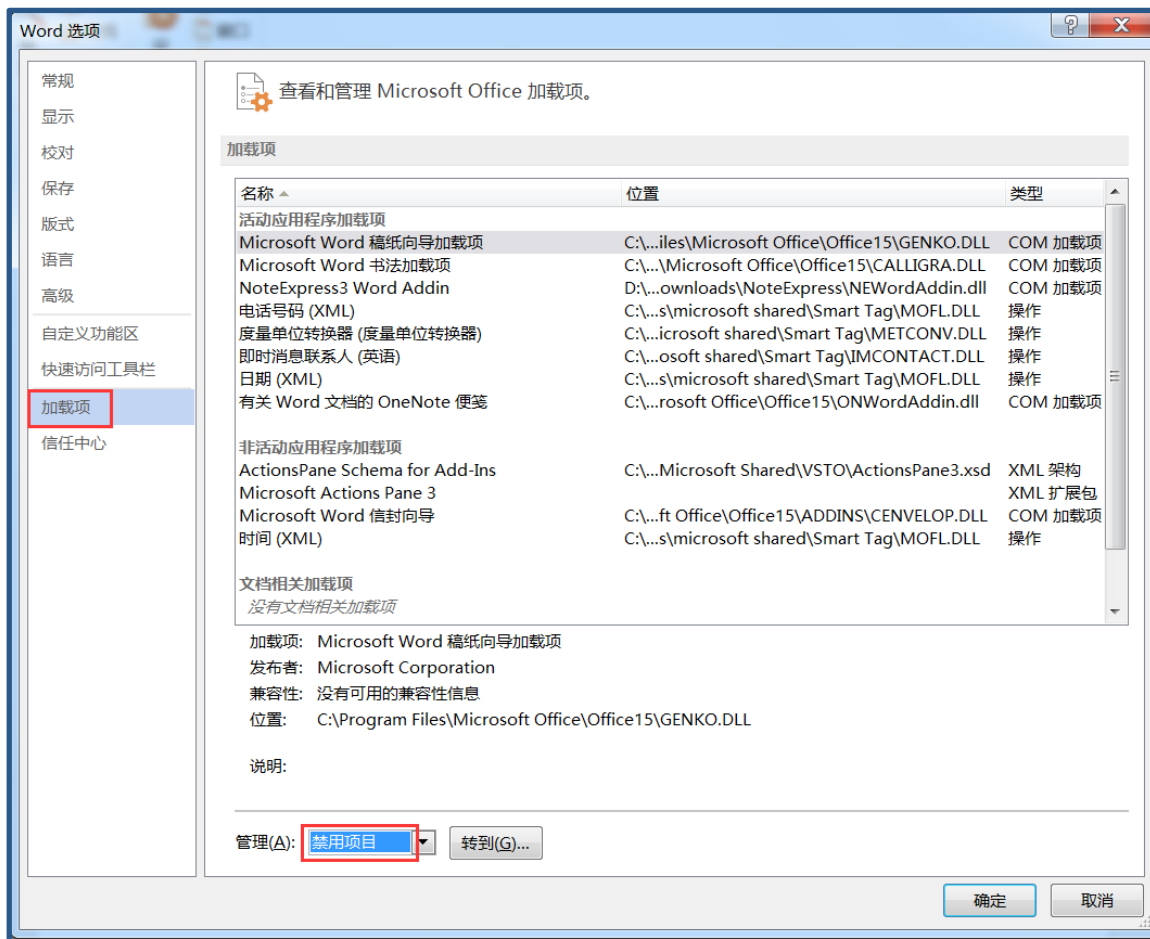 Word 选项
常规
显示
校对
保存
版式
语言
高级
自定义功能区
快速访问工具栏
加载项
信任中心
查看和管理 Microsoft Office 加载项。
加载项
名称 位置 类型
活动应用程序加载项
Microsoft Word 稿纸向导加载项 C:\...iles\Microsoft Office\Office15\GENKO.DLL COM 加载项
Microsoft Word 书法加载项 C:\...\Microsoft Office\Office15\CALLIGRA.DLL COM 加载项
NoteExpress3 Word Addin D:\...ownloads\NoteExpress\NEWordAddin.dll COM 加载项
电话号码 (XML) C:\...s\microsoft shared\Smart Tag\MOFL.DLL 操作
度量单位转换器 (度量单位转换器) C:\...icrosoft shared\Smart Tag\METCONV.DLL 操作
即时消息联系人 (英语) C:\...osoft shared\Smart Tag\IMCONTACT.DLL 操作
日期 (XML) C:\...s\microsoft shared\Smart Tag\MOFL.DLL 操作
有关 Word 文档的 OneNote 便笺 C:\...rosoft Office\Office15\ONWordAddin.dll COM 加载项
非活动应用程序加载项
ActionsPane Schema for Add-Ins C:\...Microsoft Shared\VSTO\ActionsPane3.xsd XML 架构
Microsoft Actions Pane 3 XML 扩展包
Microsoft Word 信封向导 C:\...ft Office\Office15\ADDINS\CENVELOP.DLL COM 加载项
时间 (XML) C:\...s\microsoft shared\Smart Tag\MOFL.DLL 操作
文档相关加载项
没有文档相关加载项
加载项: Microsoft Word 稿纸向导加载项
发布者: Microsoft Corporation
兼容性: 没有可用的兼容性信息
位置: C:\Program Files\Microsoft Office\Office15\GENKO.DLL
说明:
管理(A): 禁用项目 转到(G)...
确定 取消